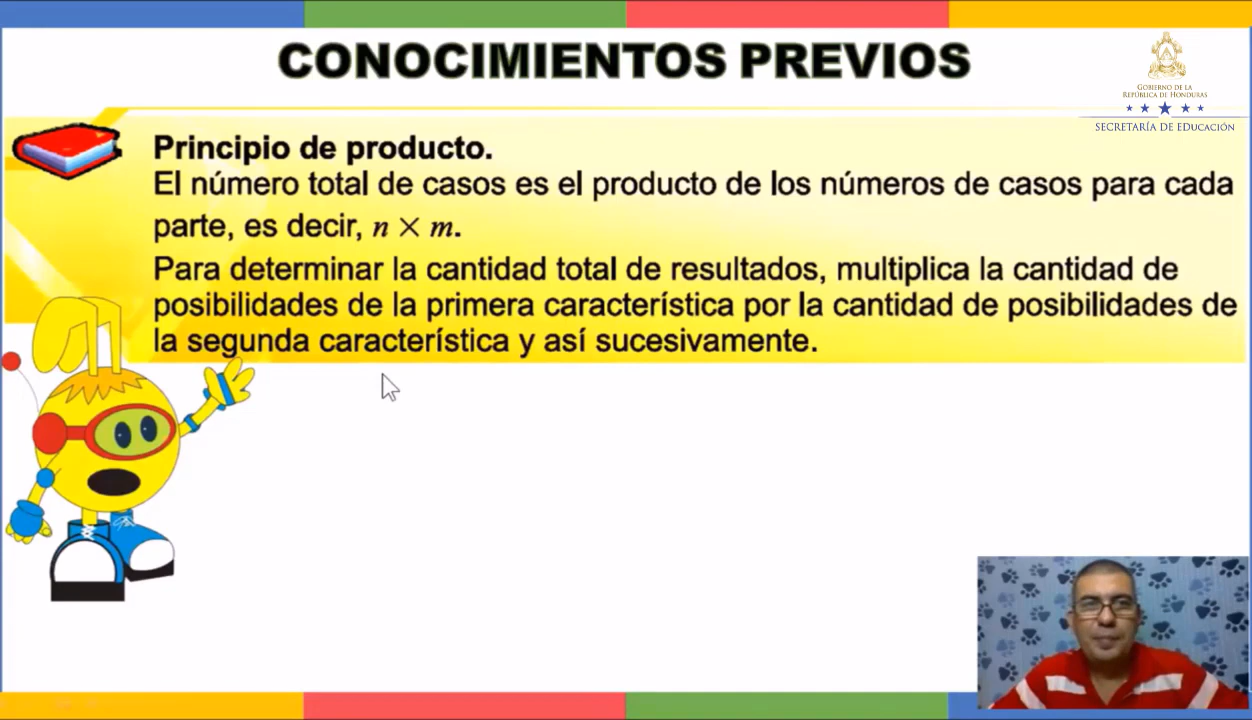 CONOCIMIENTOS PREVIOS
GOBIERNO DE LA
REPÚBLICA DE HONDURAS
SECRETARÍA DE EDUCACIÓN
Principio de producto.
El número total de casos es el producto de los números de casos para cada
parte, es decir, n × m.
Para determinar la cantidad total de resultados, multiplica la cantidad de
posibilidades de la primera característica por la cantidad de posibilidades de
la segunda característica y así sucesivamente.